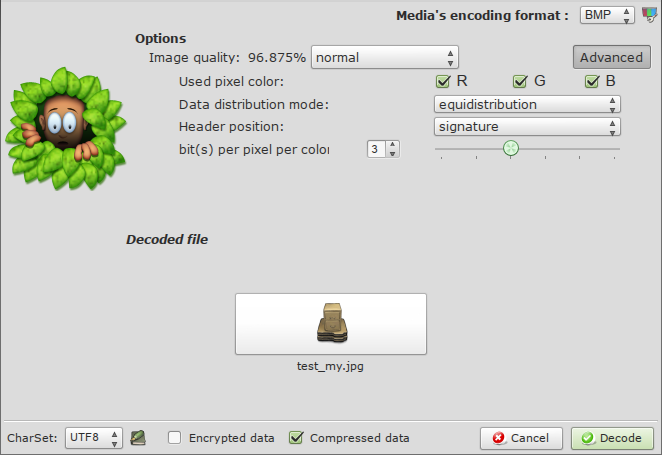 Media's encoding format : BMP
Options
Image quality: 96.875% normal Advanced
Used pixel color: R G B
Data distribution mode: equidistribution
Header position: signature
bit(s) per pixel per color 3
Decoded file
test_my.jpg
CharSet: UTF8 Encrypted data Compressed data Cancel Decode